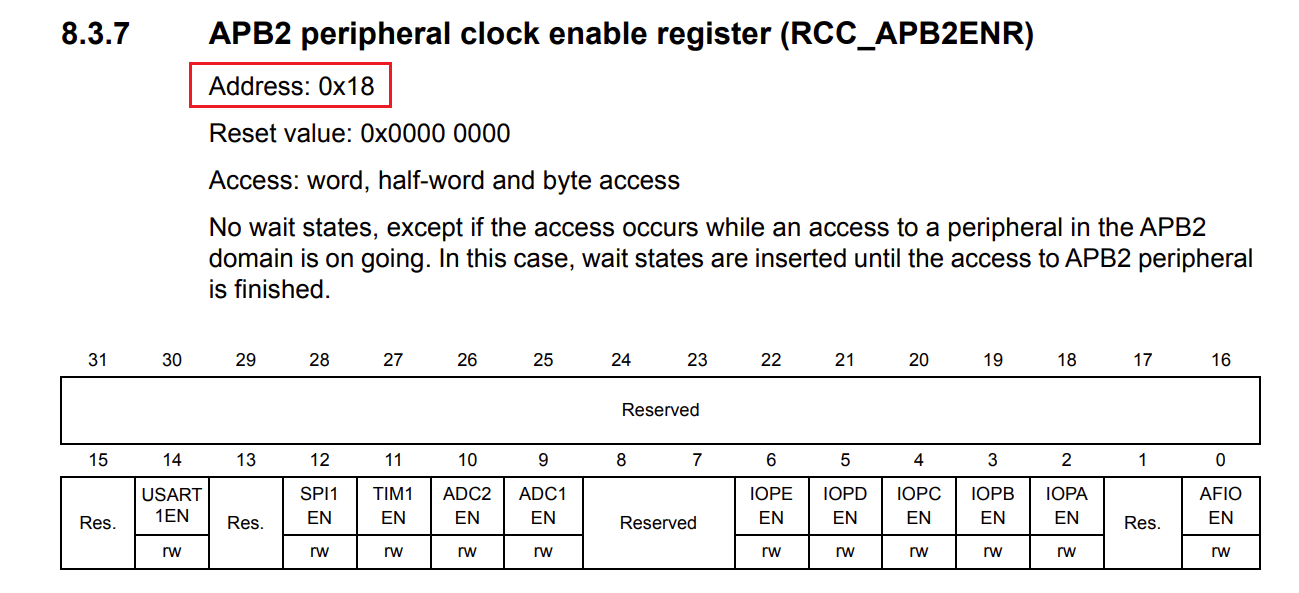 8.3.7 APB2 peripheral clock enable register (RCC_APB2ENR)
Address: 0x18
Reset value: 0x0000 0000
Access: word, half-word and byte access
No wait states, except if the access occurs while an access to a peripheral in the APB2
domain is on going. In this case, wait states are inserted until the access to APB2 peripheral
is finished.
31 30 29 28 27 26 25 24 23 22 21 20 19 18 17 16
Reserved
15 14 13 12 11 10 9 8 7 6 5 4 3 2 1 0
Res. USART 1EN Res. SPI1 EN TIM1 EN ADC2 EN ADC1 EN Reserved IOPE EN IOPD EN IOPC EN IOPB EN IOPA EN Res. AFIO EN
rw rw rw rw rw rw rw rw rw rw rw